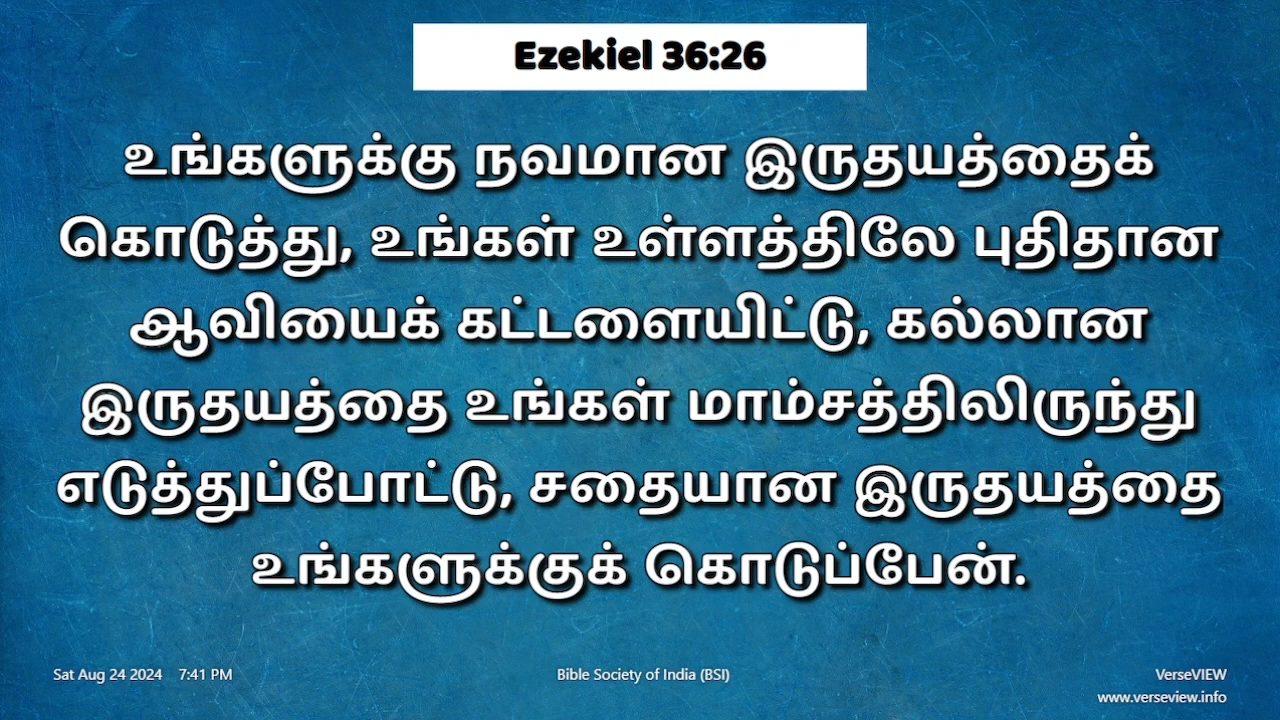 Ezekiel 36:26
உங்களுக்கு நவமான இருதயத்தைக்
கொடுத்து, உங்கள் உள்ளத்திலே புதிதான
ஆவியைக் கட்டளையிட்டு, கல்லான
இருதயத்தை உங்கள் மாம்சத்திலிருந்து
எடுத்துப்போட்டு, சதையான இருதயத்தை
உங்களுக்குக் கொடுப்பேன்.
Sat Aug 24 2024 7:41 PM
Bible Society of India (BSI)
VerseVIEW
www.verseview.info